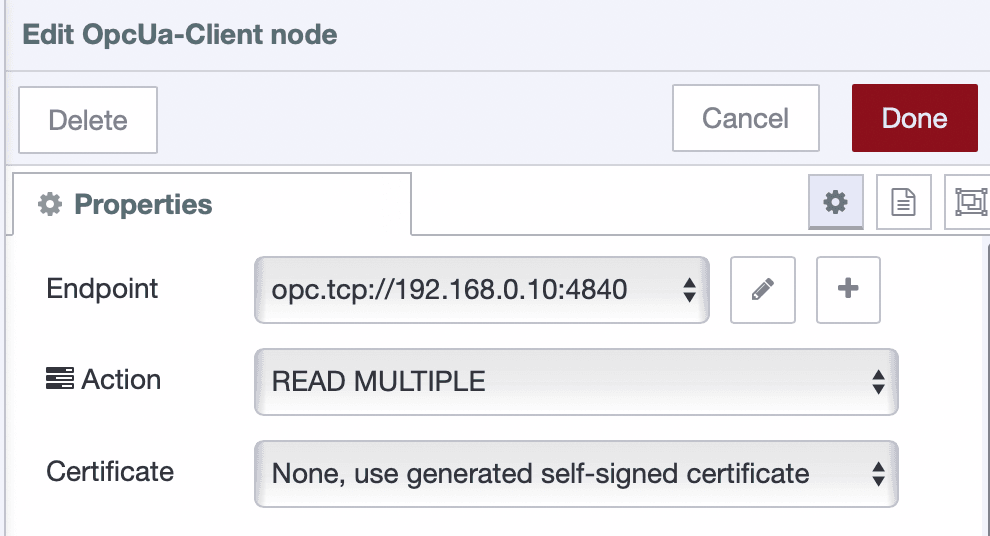 Edit OpcUa-Client node
Delete
Cancel
Done
Properties
Endpoint
opc.tcp://192.168.0.10:4840
Action
READ MULTIPLE
Certificate
None, use generated self-signed certificate